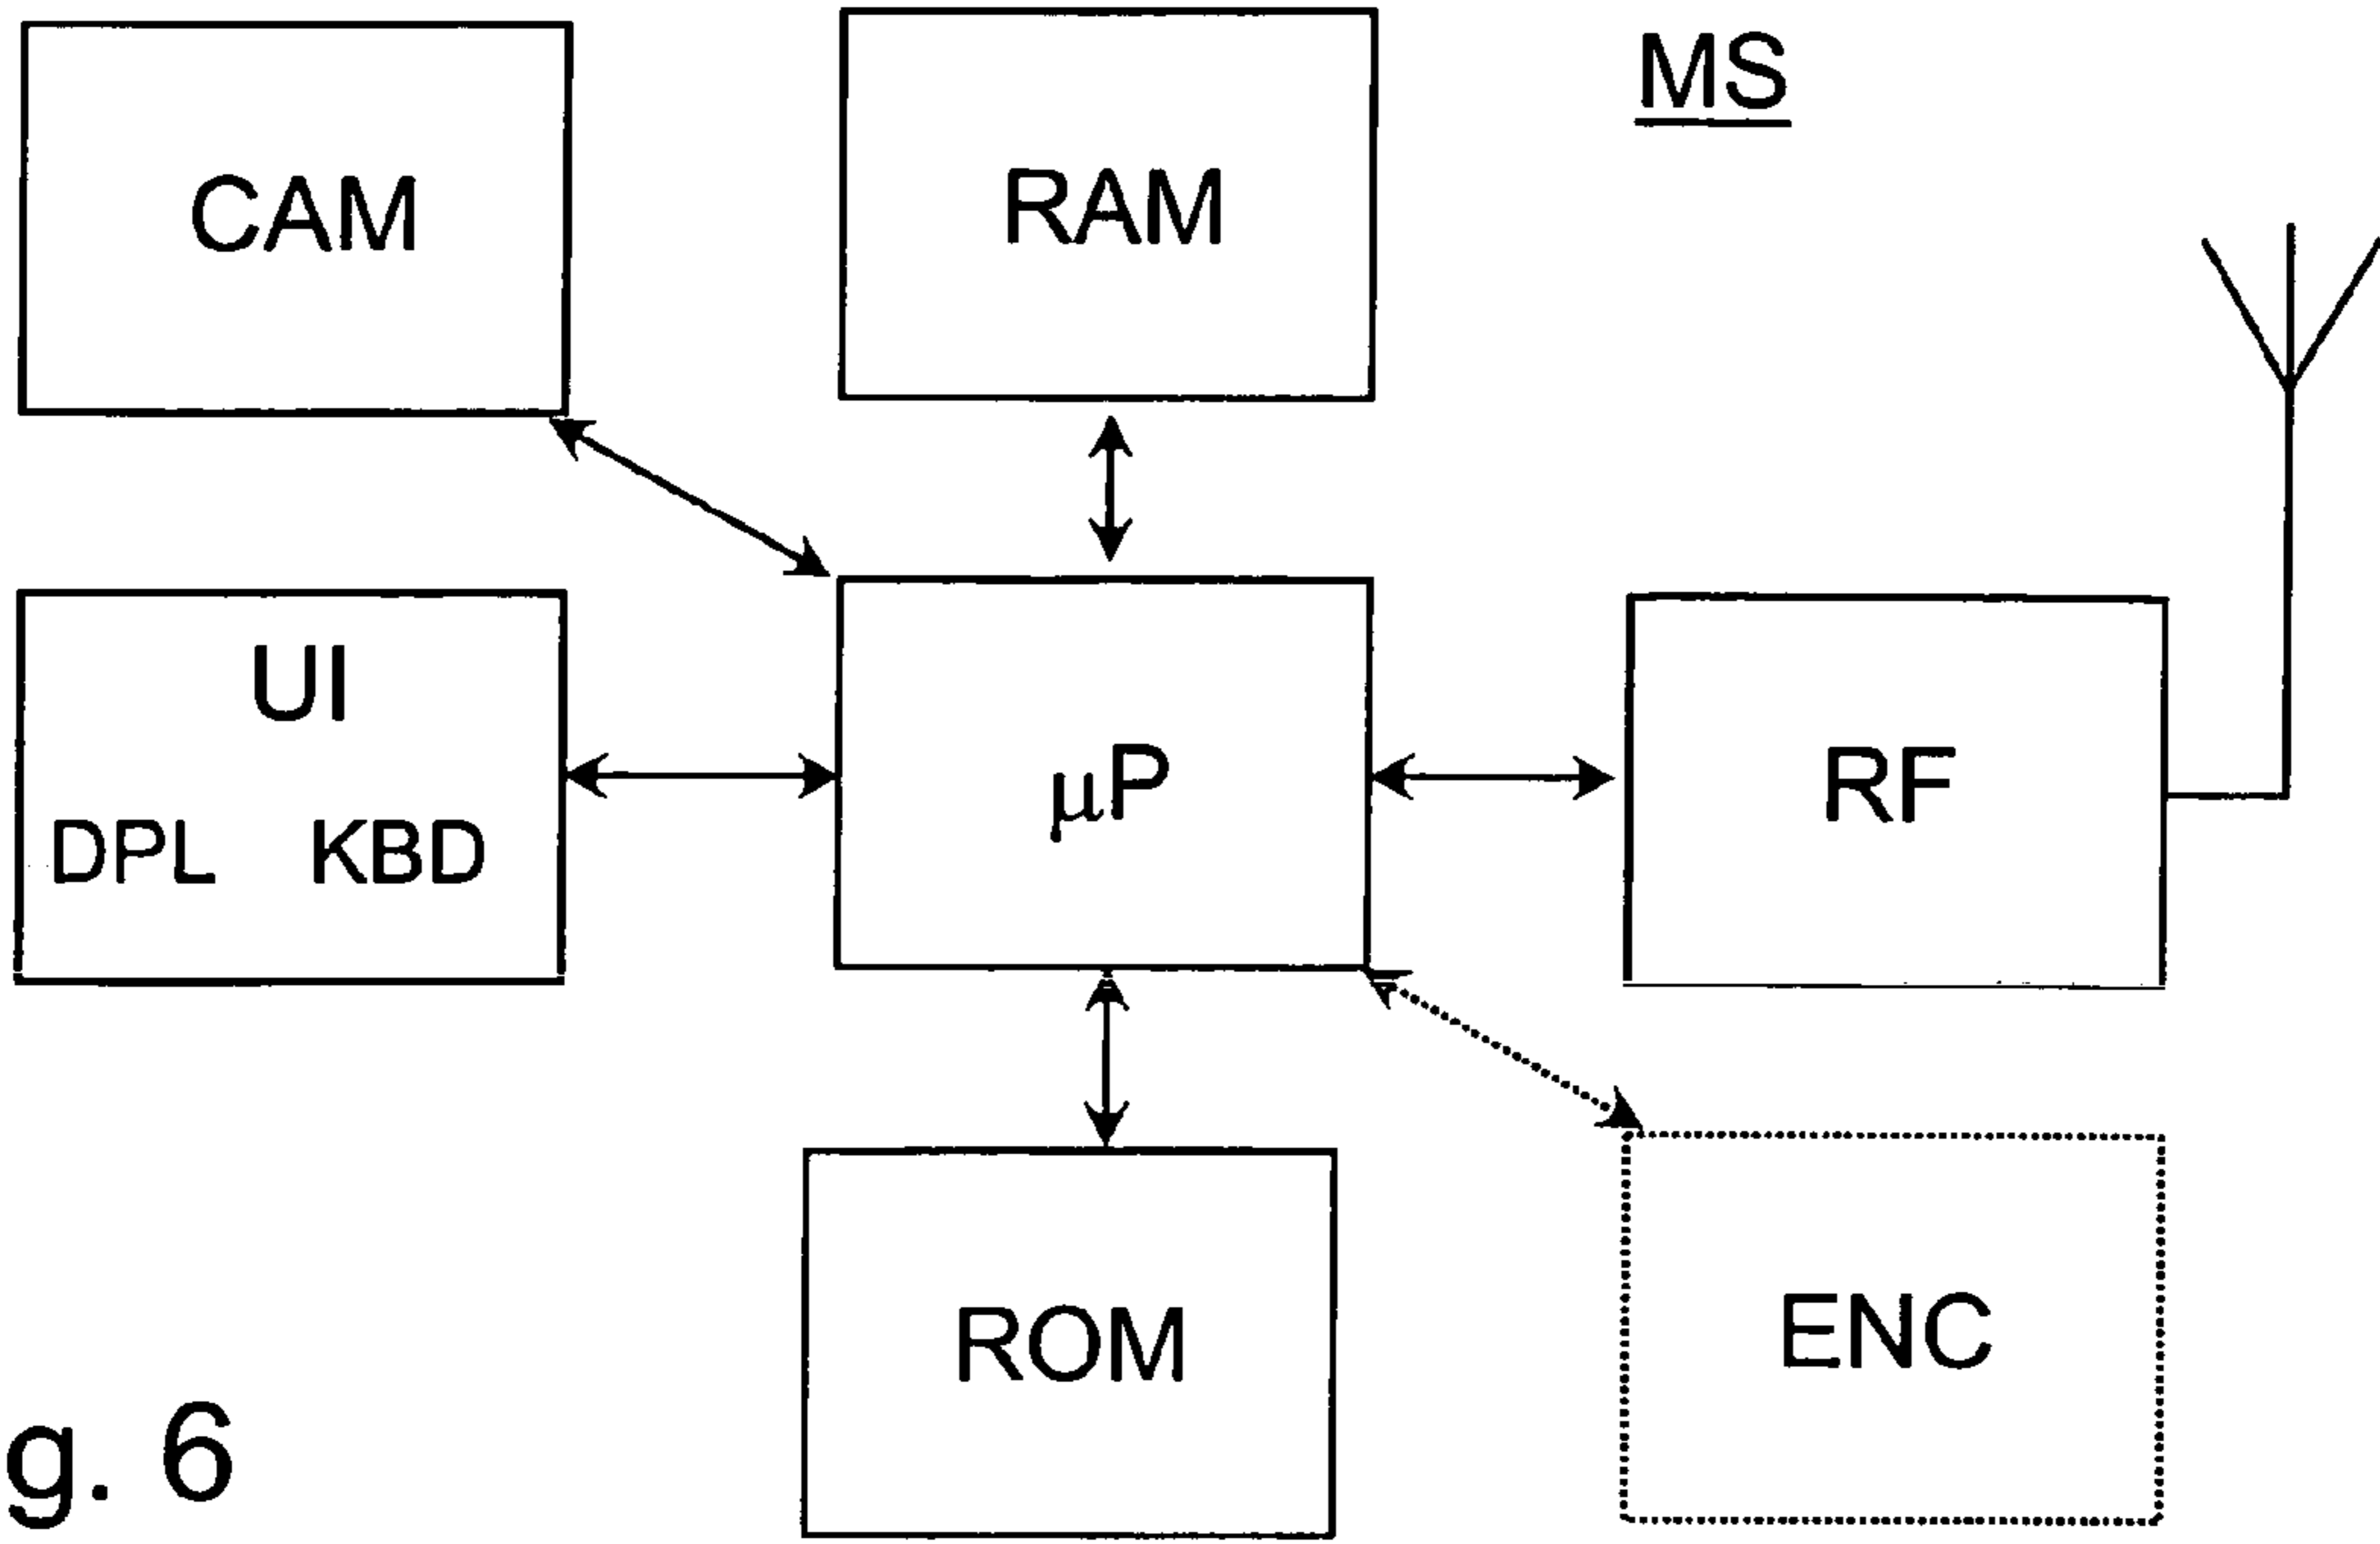 CAM
RAM
MS
UI
DPL KBD
µP
RF
ROM
ENC
g. 6